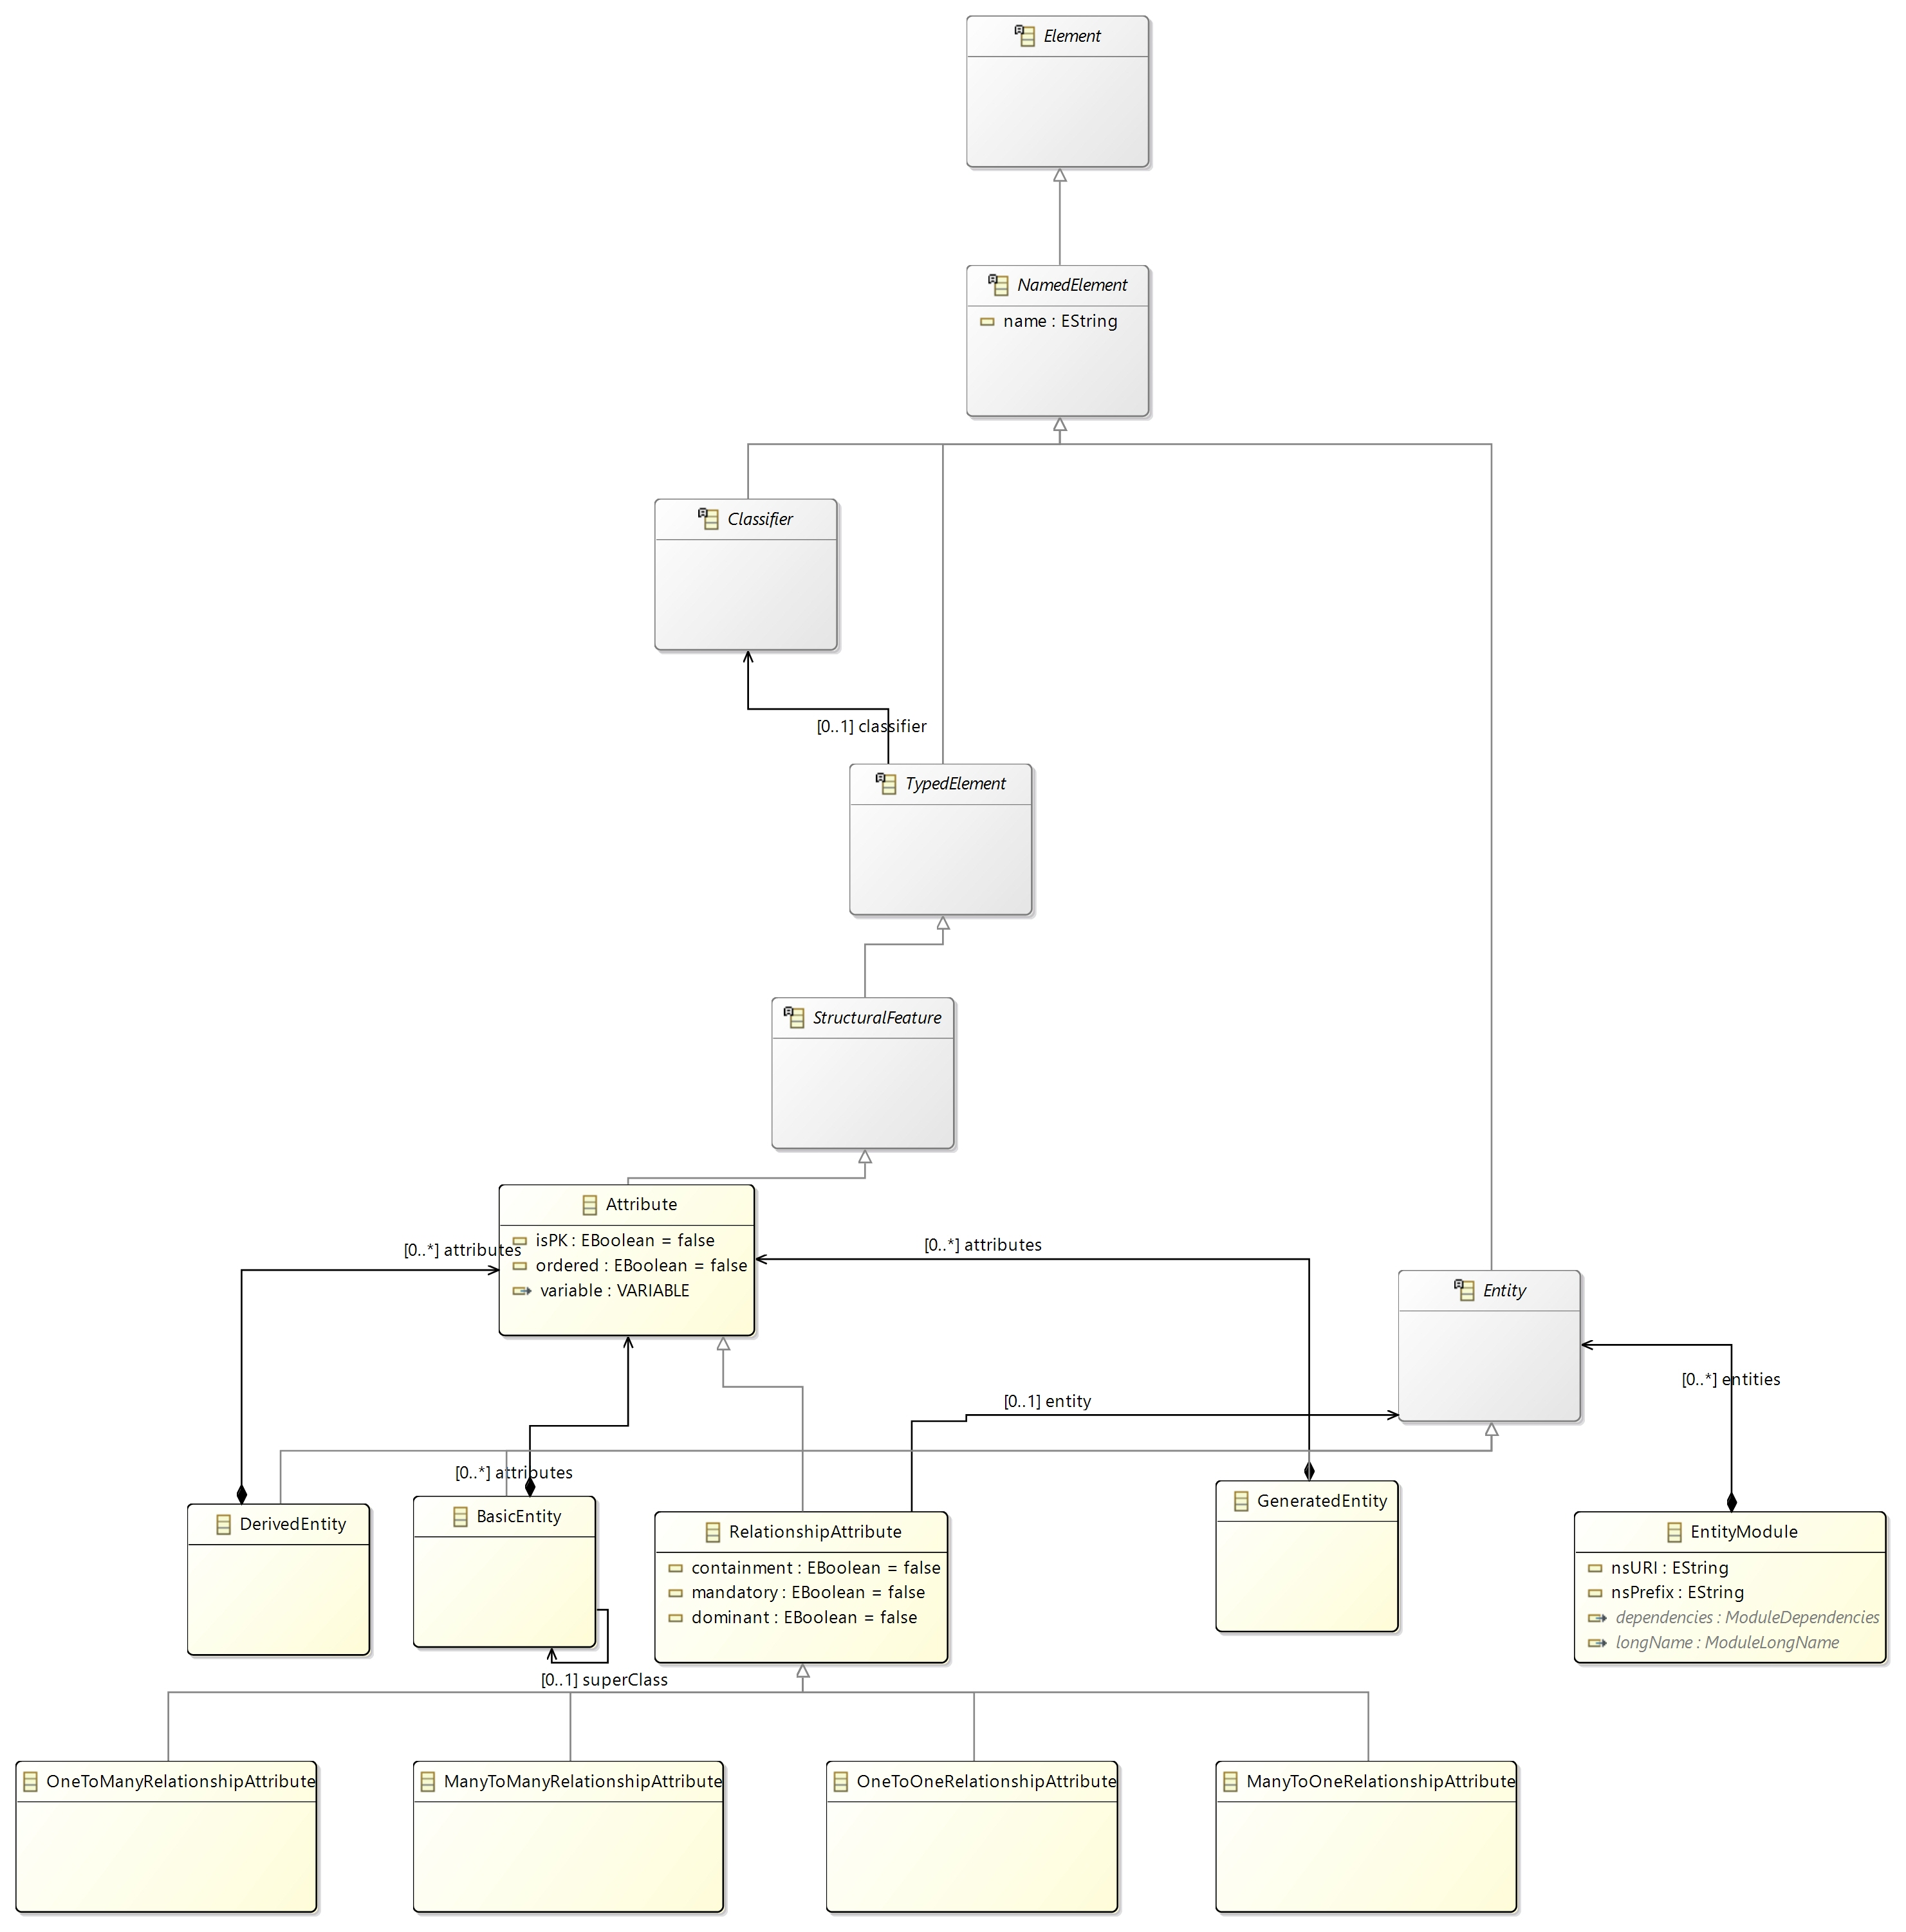 Element
NamedElement
name : EString
Classifier
[0..1] classifier
TypedElement
StructuralFeature
Attribute
isPK : EBoolean = false
ordered : EBoolean = false
variable : VARIABLE
[0..*] attributes
[0..*] attributes
Entity
[0..*] entities
[0..1] entity
[0..*] attributes
DerivedEntity
BasicEntity
[0..1] superClass
RelationshipAttribute
containment : EBoolean = false
mandatory : EBoolean = false
dominant : EBoolean = false
GeneratedEntity
EntityModule
nsURI : EString
nsPrefix : EString
dependencies : ModuleDependencies
longName : ModuleLongName
OneToManyRelationshipAttribute
ManyToManyRelationshipAttribute
OneToOneRelationshipAttribute
ManyToOneRelationshipAttribute